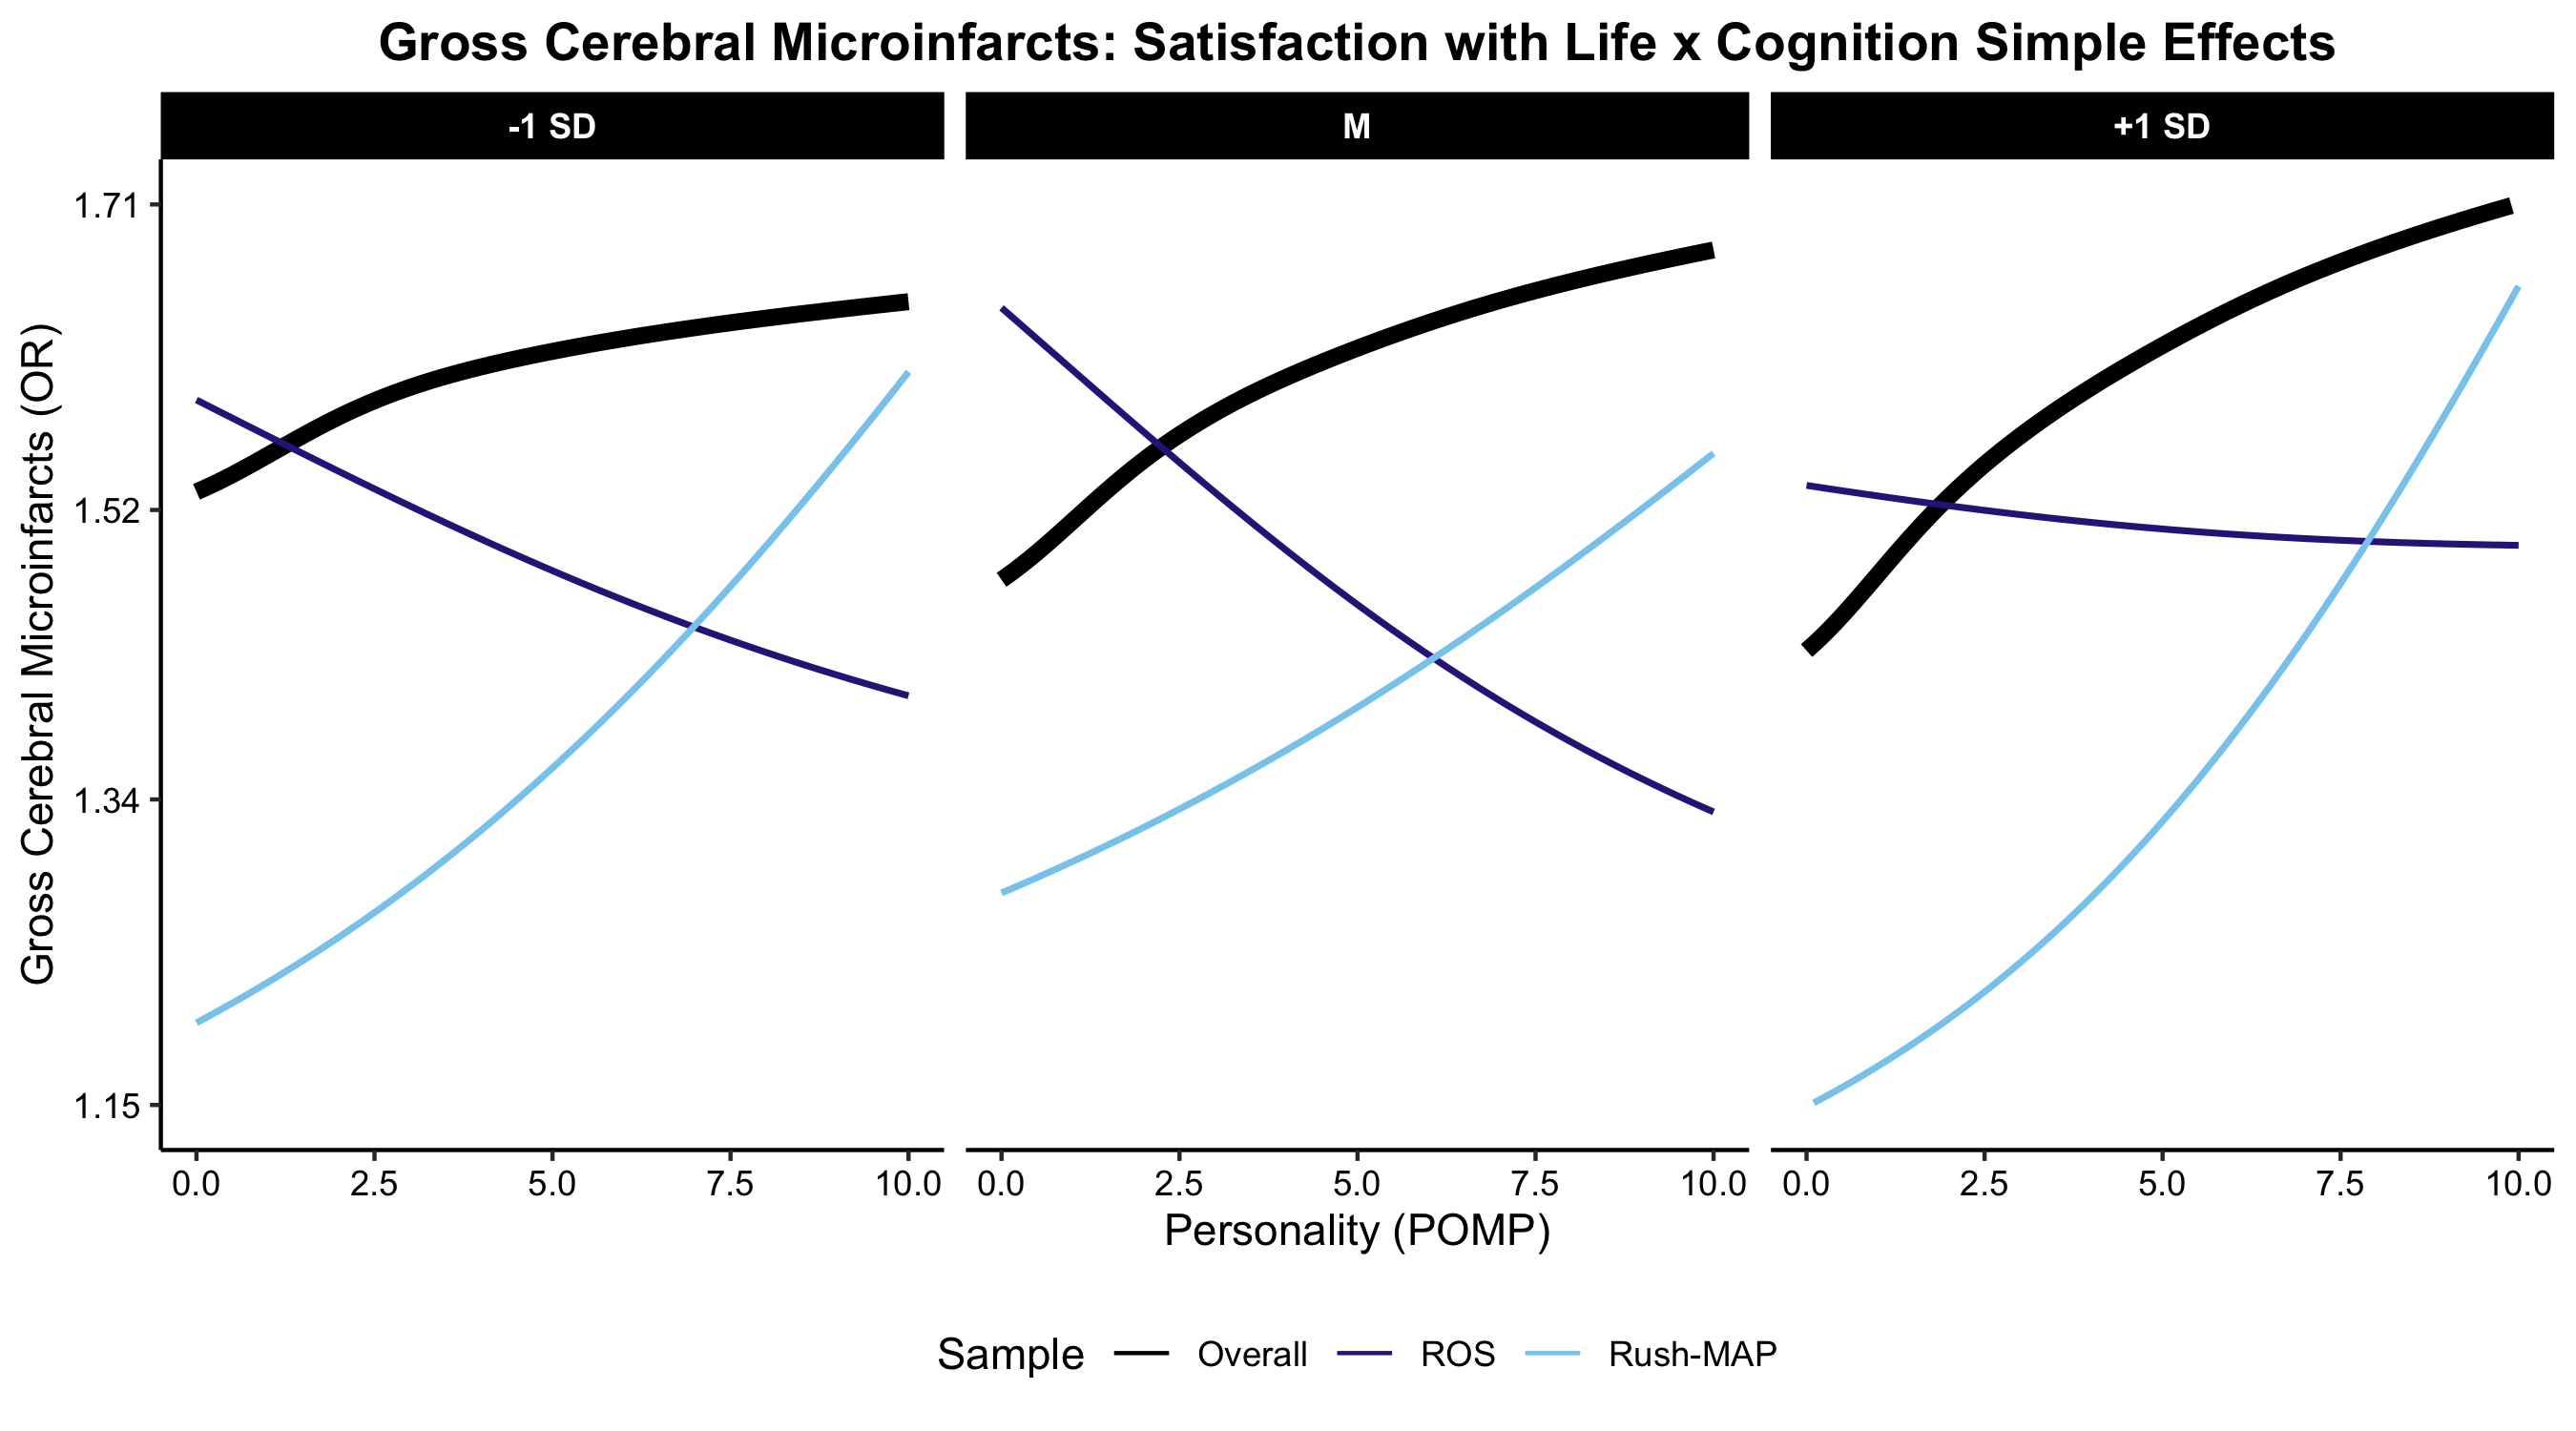 Gross Cerebral Microinfarcts: Satisfaction with Life x Cognition Simple Effects
-1 SD M +1 SD
Gross Cerebral Microinfarcts (OR)
1.71
1.52
1.34
1.15
0.0 2.5 5.0 7.5 10.0 0.0 2.5 5.0 7.5 10.0 0.0 2.5 5.0 7.5 10.0
Personality (POMP)
Sample Overall ROS Rush-MAP